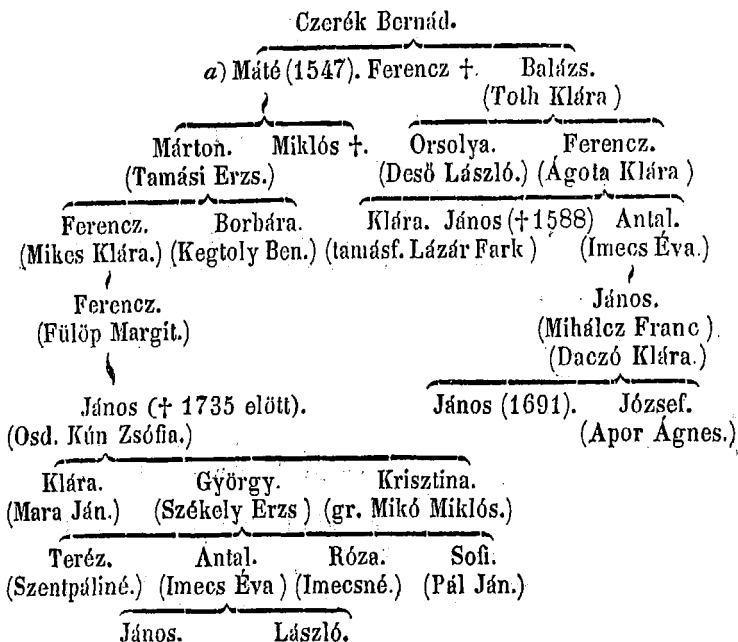 Czerék Bernád.
a) Máté (1547). Ferencz †. Balázs.
(Toth Klára)
Márton. Miklós †. Orsolya. Ferencz.
(Tamási Erzs.) (Deső László.) (Ágota Klára)
Ferencz. Borbára. Klára. János († 1588) Antal.
(Mikes Klára.) (Kegtoly Ben.) (tamásf. Lázár Fark) (Imecs Éva.)
Ferencz. János.
(Fülöp Margit.) (Mihálcz Franc)
(Daczó Klára.)
János († 1735 elött). János (1691). József.
(Osd. Kún Zsófia.) (Apor Ágnes.)
Klára. György. Krisztina.
(Mara Ján.) (Székely Erzs) (gr. Mikó Miklós.)
Teréz. Antal. Róza. Sofi.
(Szentpáliné.) (Imecs Éva) (Imecsné.) (Pál Ján.)
János. László.